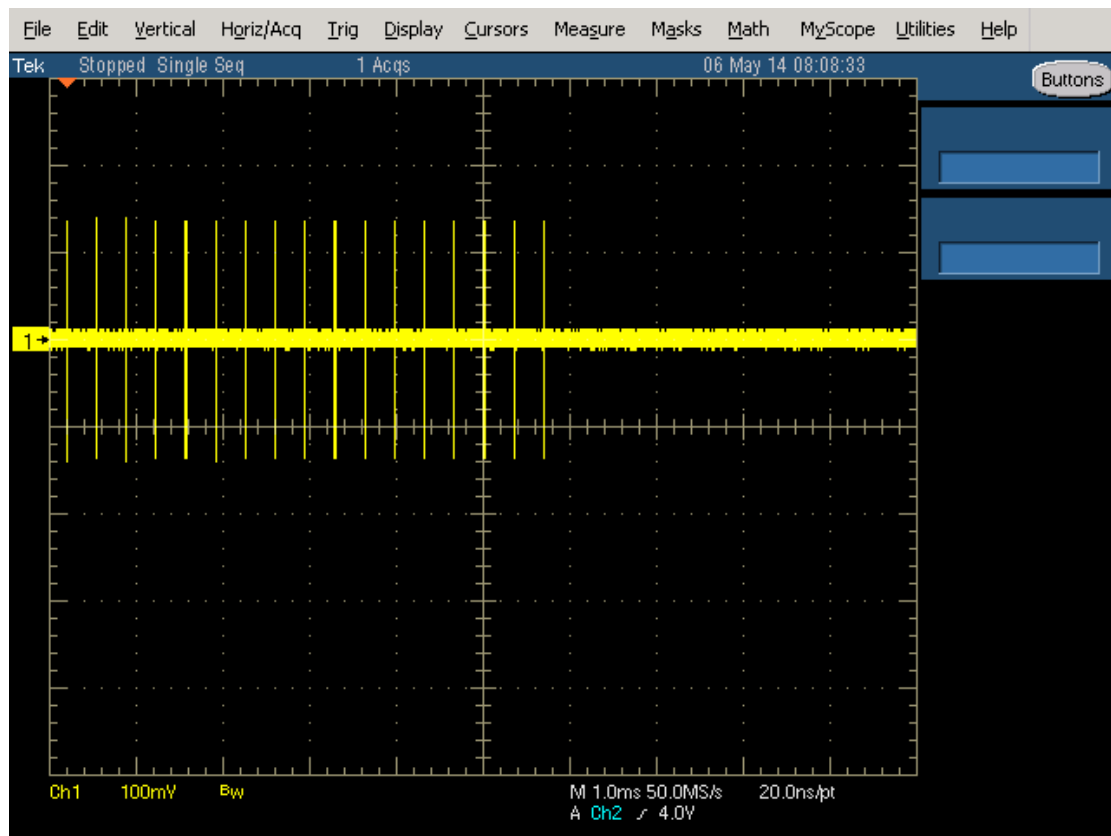 File Edit Vertical Horiz/Acq Trig Display Cursors Measure Masks Math MyScope Utilities Help
Tek Stopped Single Seq 1 Acqs 06 May 14 08:08:33
Buttons
1
Ch1 100mV Bw M 1.0ms 50.0MS/s 20.0ns/pt
A Ch2 / 4.0V